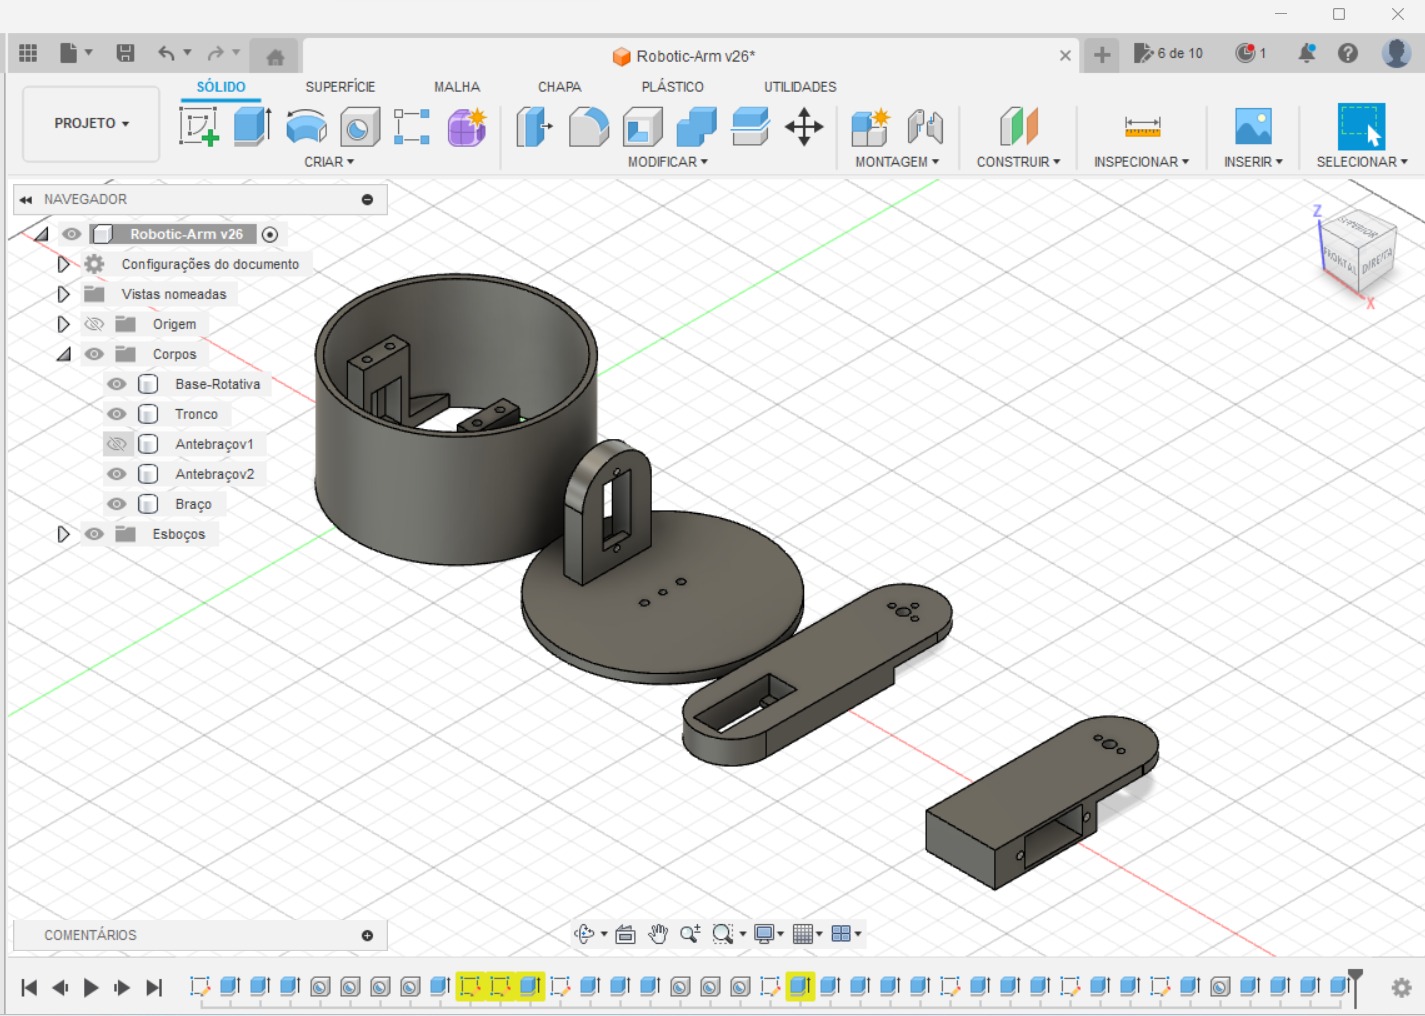 Robotic-Arm v26*
6 de 10
1
SÓLIDO
SUPERFÍCIE
MALHA
CHAPA
PLÁSTICO
UTILIDADES
PROJETO
CRIAR
MODIFICAR
MONTAGEM
CONSTRUIR
INSPECIONAR
INSERIR
SELECIONAR
NAVEGADOR
Robotic-Arm v26
Configurações do documento
Vistas nomeadas
Origem
Corpos
Base-Rotativa
Tronco
Antebraçov1
Antebraçov2
Braço
Esboços
Z
SUPERIOR
FRONTAL
DIREITA
X
COMENTÁRIOS